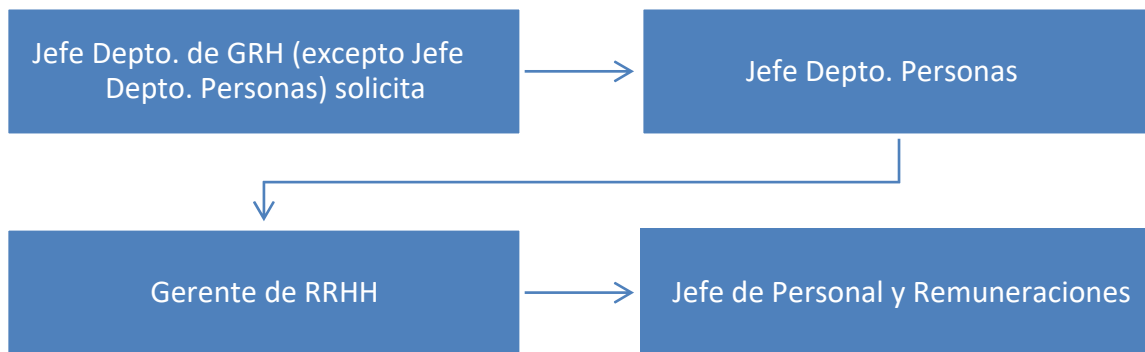 Jefe Depto. de GRH (excepto Jefe
Depto. Personas) solicita
Jefe Depto. Personas
Gerente de RRHH
Jefe de Personal y Remuneraciones